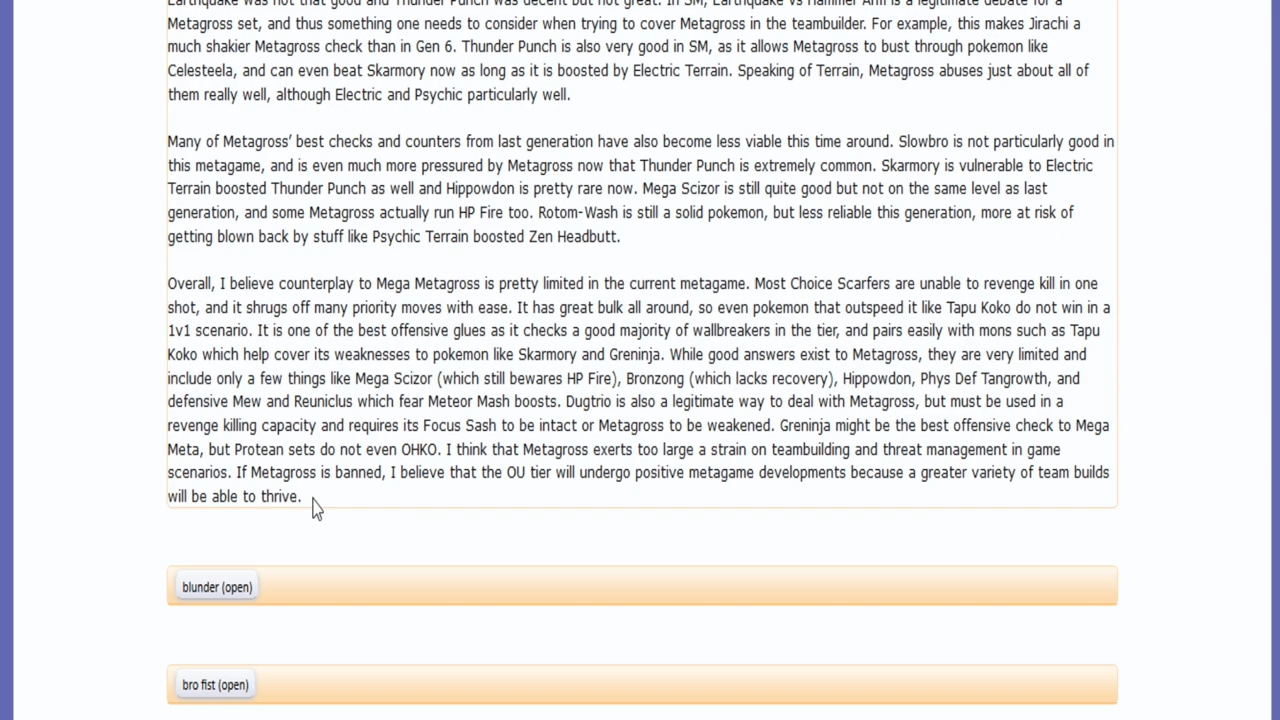 Earthquake was not that good and Thunder Punch was decent but not great. In SM, Earthquake vs Hammer Arm is a legitimate debate for a
Metagross set, and thus something one needs to consider when trying to cover Metagross in the teambuilder. For example, this makes Jirachi a
much shakier Metagross check than in Gen 6. Thunder Punch is also very good in SM, as it allows Metagross to bust through pokemon like
Celesteela, and can even beat Skarmory now as long as it is boosted by Electric Terrain. Speaking of Terrain, Metagross abuses just about all of
them really well, although Electric and Psychic particularly well.
Many of Metagross’ best checks and counters from last generation have also become less viable this time around. Slowbro is not particularly good in
this metagame, and is even much more pressured by Metagross now that Thunder Punch is extremely common. Skarmory is vulnerable to Electric
Terrain boosted Thunder Punch as well and Hippowdon is pretty rare now. Mega Scizor is still quite good but not on the same level as last
generation, and some Metagross actually run HP Fire too. Rotom-Wash is still a solid pokemon, but less reliable this generation, more at risk of
getting blown back by stuff like Psychic Terrain boosted Zen Headbutt.
Overall, I believe counterplay to Mega Metagross is pretty limited in the current metagame. Most Choice Scarfers are unable to revenge kill in one
shot, and it shrugs off many priority moves with ease. It has great bulk all around, so even pokemon that outspeed it like Tapu Koko do not win in a
1v1 scenario. It is one of the best offensive glues as it checks a good majority of wallbreakers in the tier, and pairs easily with mons such as Tapu
Koko which help cover its weaknesses to pokemon like Skarmory and Greninja. While good answers exist to Metagross, they are very limited and
include only a few things like Mega Scizor (which still bewares HP Fire), Bronzong (which lacks recovery), Hippowdon, Phys Def Tangrowth, and
defensive Mew and Reuniclus which fear Meteor Mash boosts. Dugtrio is also a legitimate way to deal with Metagross, but must be used in a
revenge killing capacity and requires its Focus Sash to be intact or Metagross to be weakened. Greninja might be the best offensive check to Mega
Meta, but Protean sets do not even OHKO. I think that Metagross exerts too large a strain on teambuilding and threat management in game
scenarios. If Metagross is banned, I believe that the OU tier will undergo positive metagame developments because a greater variety of team builds
will be able to thrive.
blunder (open)
bro fist (open)